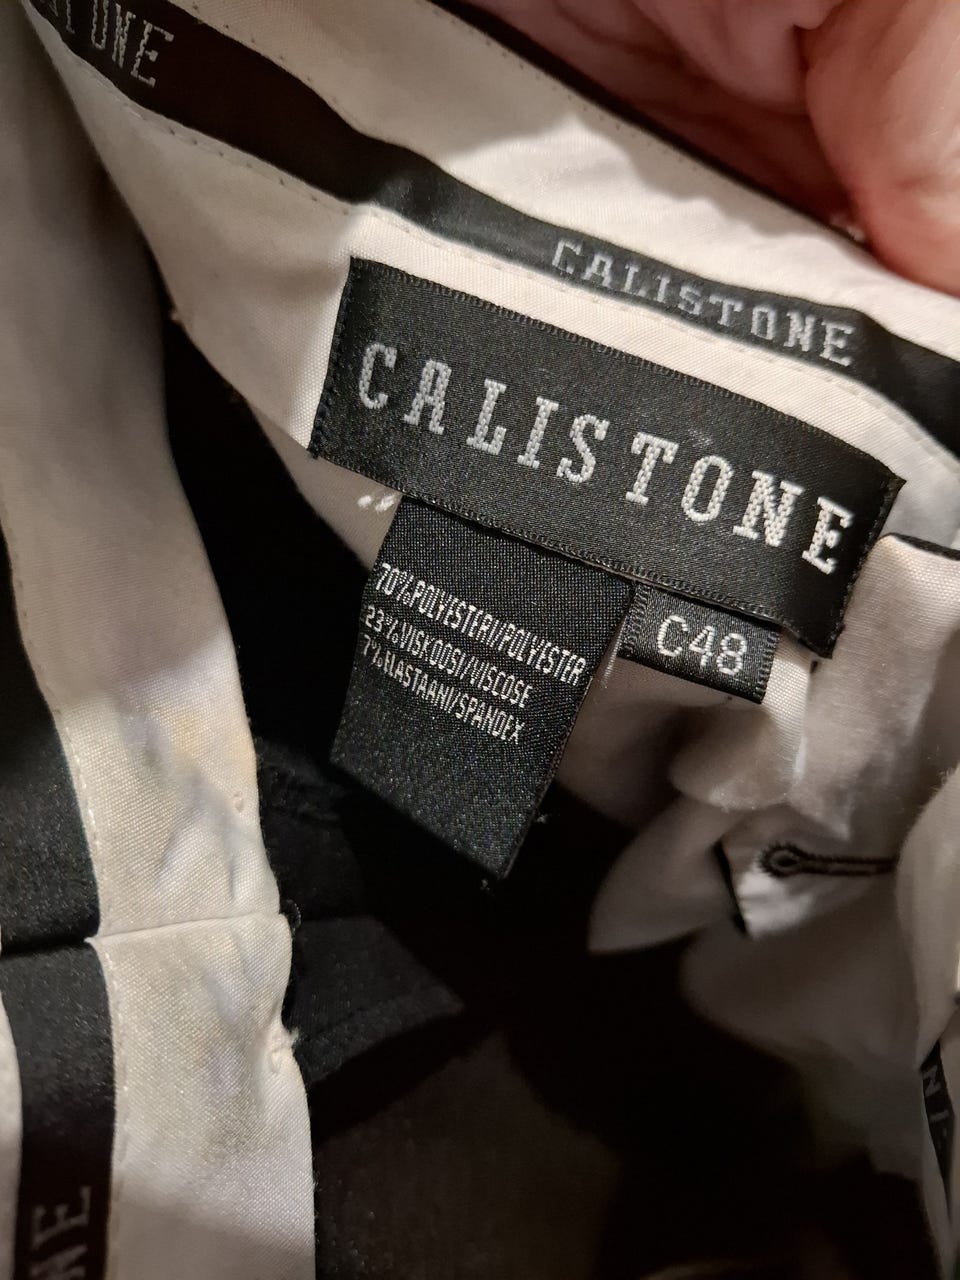 CALISTONE
CALISTONE
70%POLYESTERI/POLYESTER
23%VISKOOSI/VISCOSE
7%ELASTAANI/SPANDEX
C48